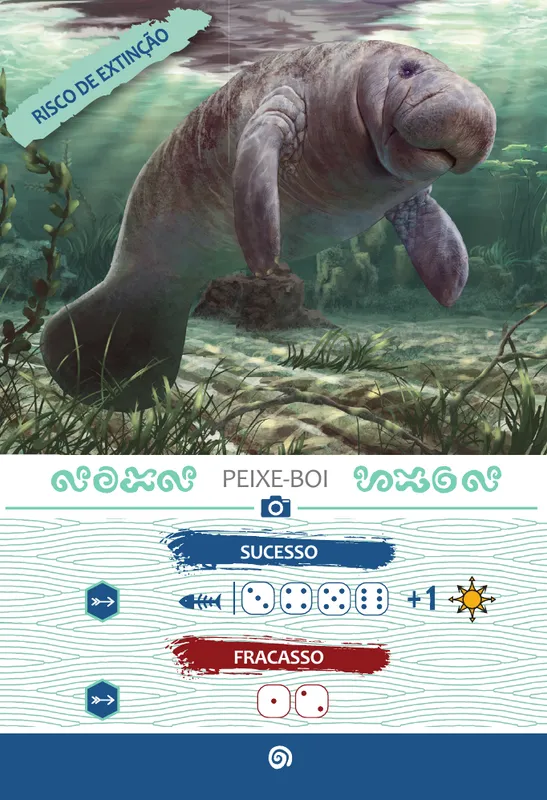 RISCO DE EXTINÇÃO
PEIXE-BOI
SUCESSO
+1
FRACASSO